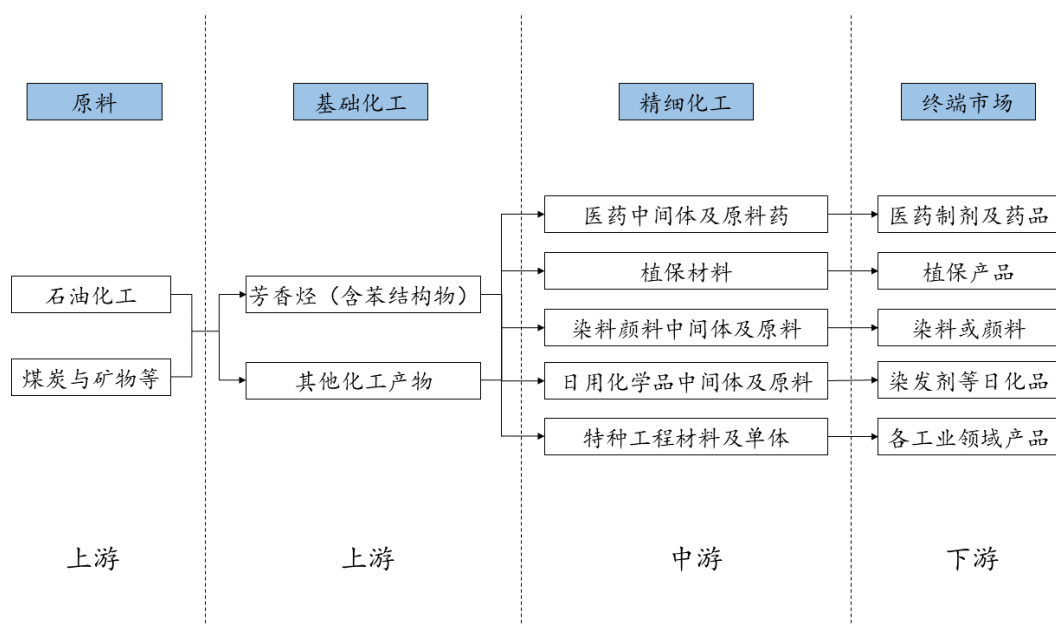 原料
基础化工
精细化工
终端市场
医药中间体及原料药
医药制剂及药品
石油化工
芳香烃（含苯结构物）
植保材料
植保产品
染料颜料中间体及原料
染料或颜料
煤炭与矿物等
其他化工产物
日用化学品中间体及原料
染发剂等日化品
特种工程材料及单体
各工业领域产品
上游
上游
中游
下游